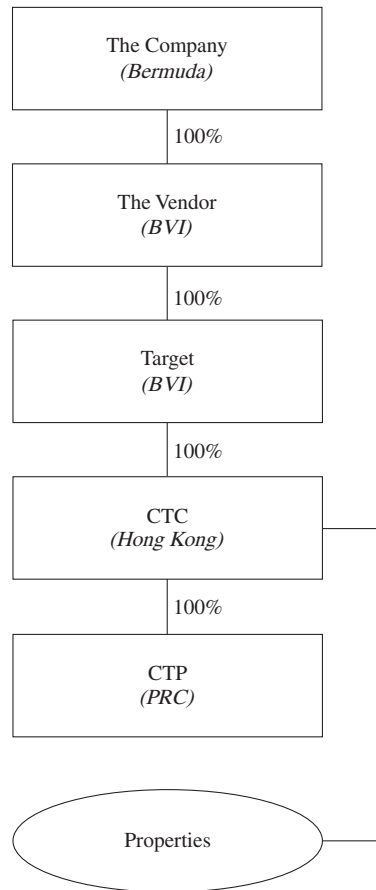 The Company
(Bermuda)
100%
The Vendor
(BVI)
100%
Target
(BVI)
100%
CTC
(Hong Kong)
100%
CTP
(PRC)
Properties